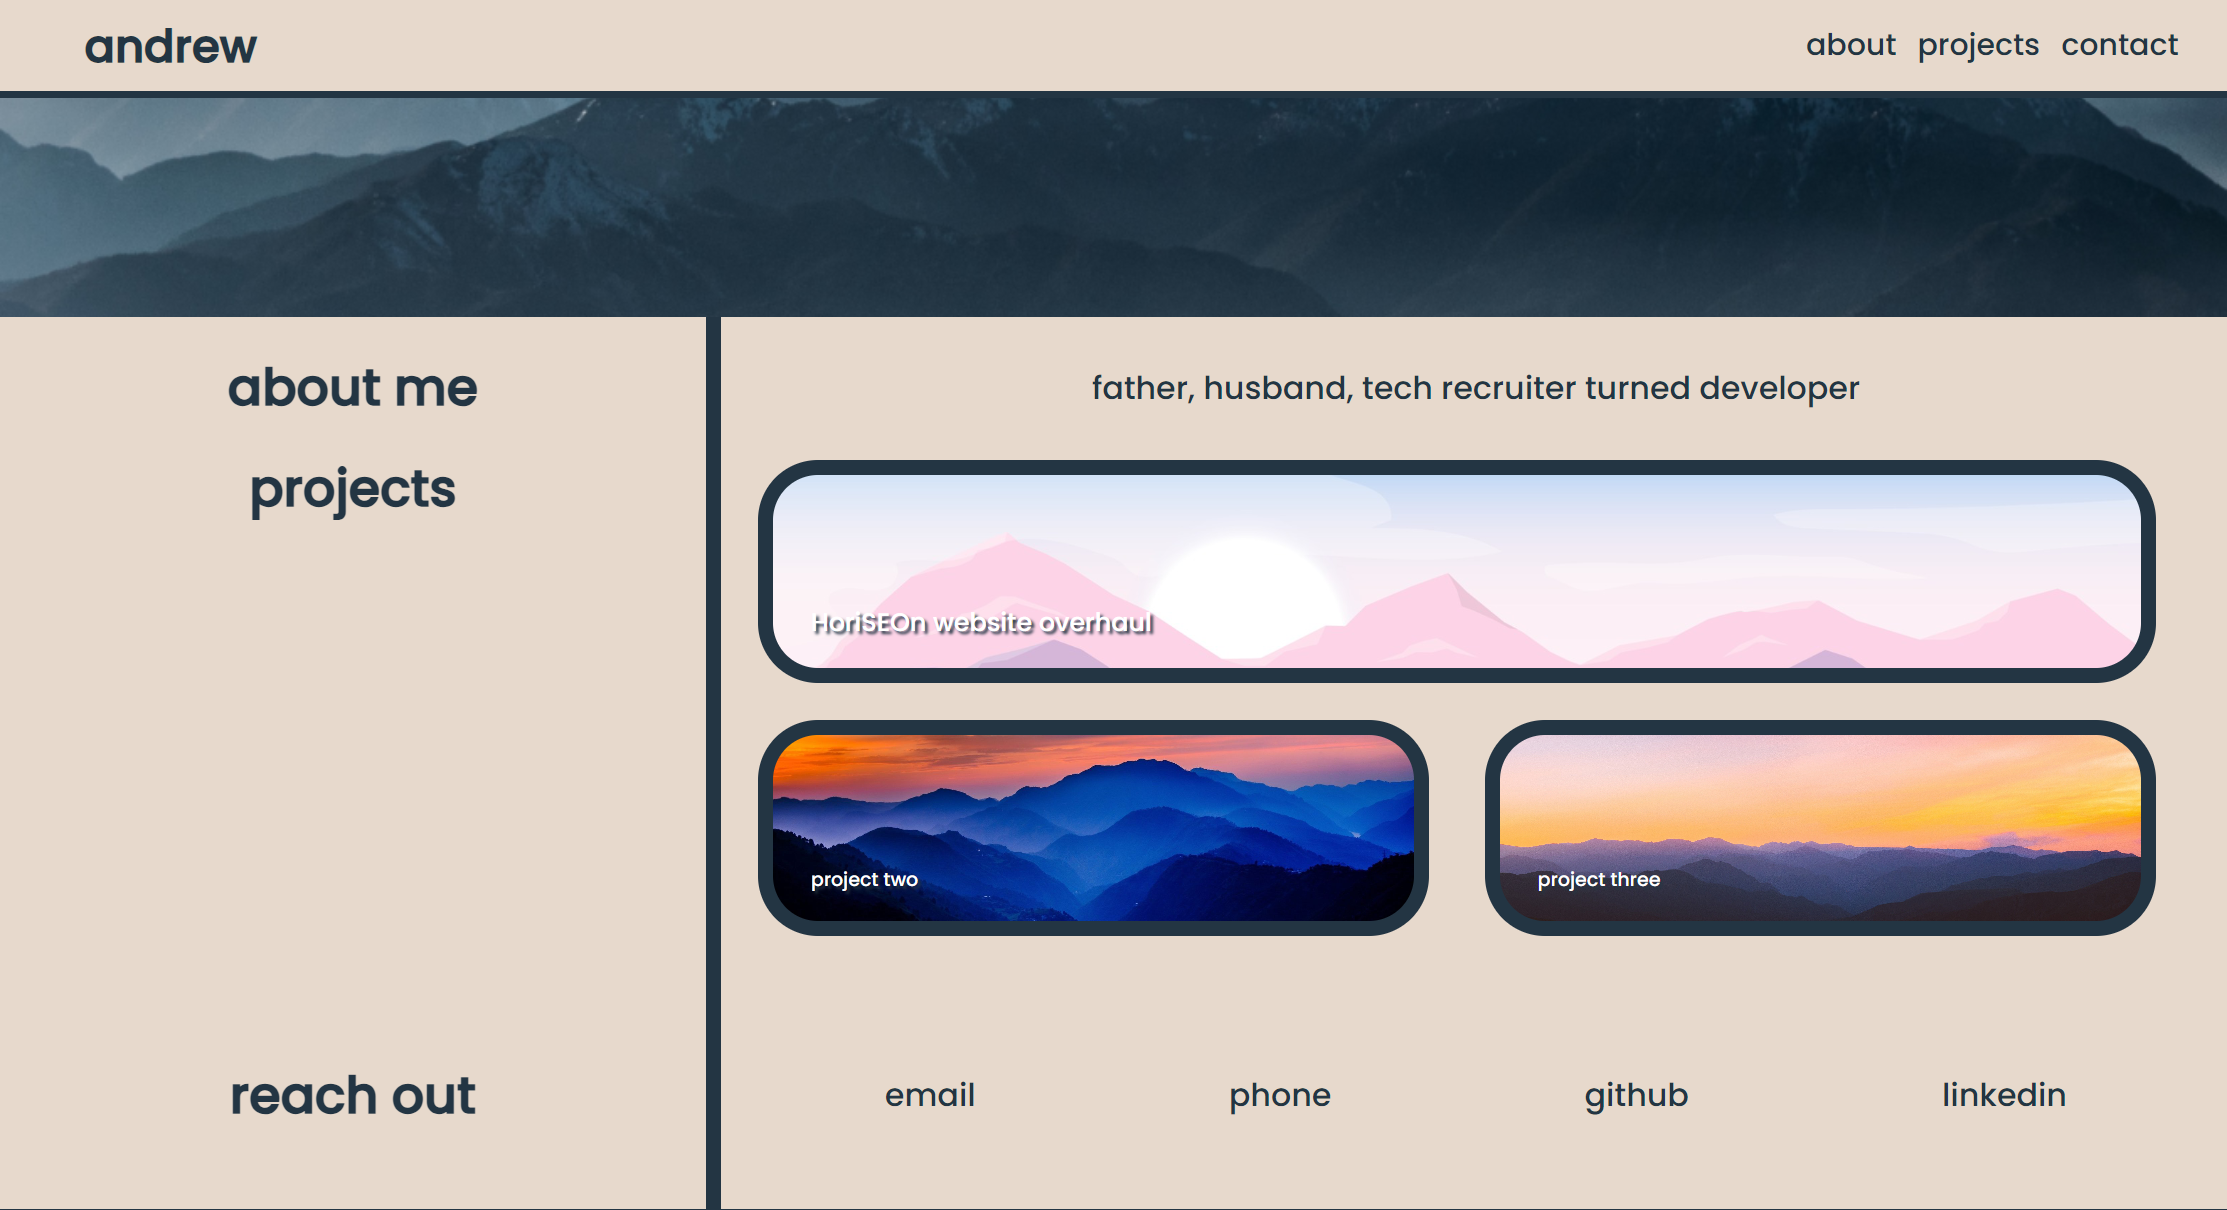 andrew
about projects contact
about me
father, husband, tech recruiter turned developer
projects
HoriSEOn website overhaul
project two
project three
reach out
email
phone
github
linkedin